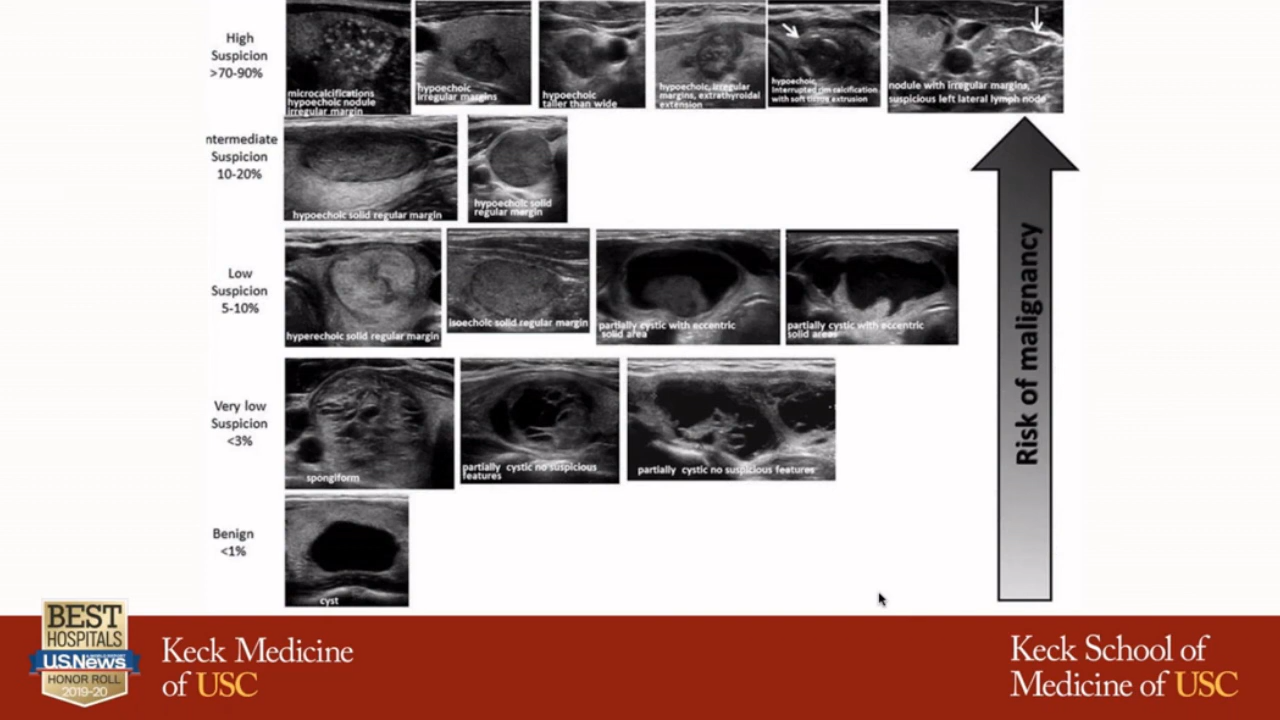 High
Suspicion
>70-90%
microcalcifications
hypoechoic nodule
irregular margin
hypoechoic
irregular margins
hypoechoic
taller than wide
hypoechoic, irregular
margins, extrathyroidal
extension
hypoechoic,
interrupted rim calcification
with soft tissue extrusion
nodule with irregular margins,
suspicious left lateral lymph node
ntermediate
Suspicion
10-20%
hypoechoic solid regular margin
hypoechoic solid
regular margin
Low
Suspicion
5-10%
hyperechoic solid regular margin
isoechoic solid regular margin
partially cystic with eccentric
solid area
partially cystic with eccentric
solid areas
Very low
Suspicion
<3%
spongiform
partially cystic no suspicious
features
partially cystic no suspicious features
Benign
<1%
cyst
Risk of malignancy
BEST
HOSPITALS
U.S.News
HONOR ROLL
2019-20
Keck Medicine
of USC
Keck School of
Medicine of USC